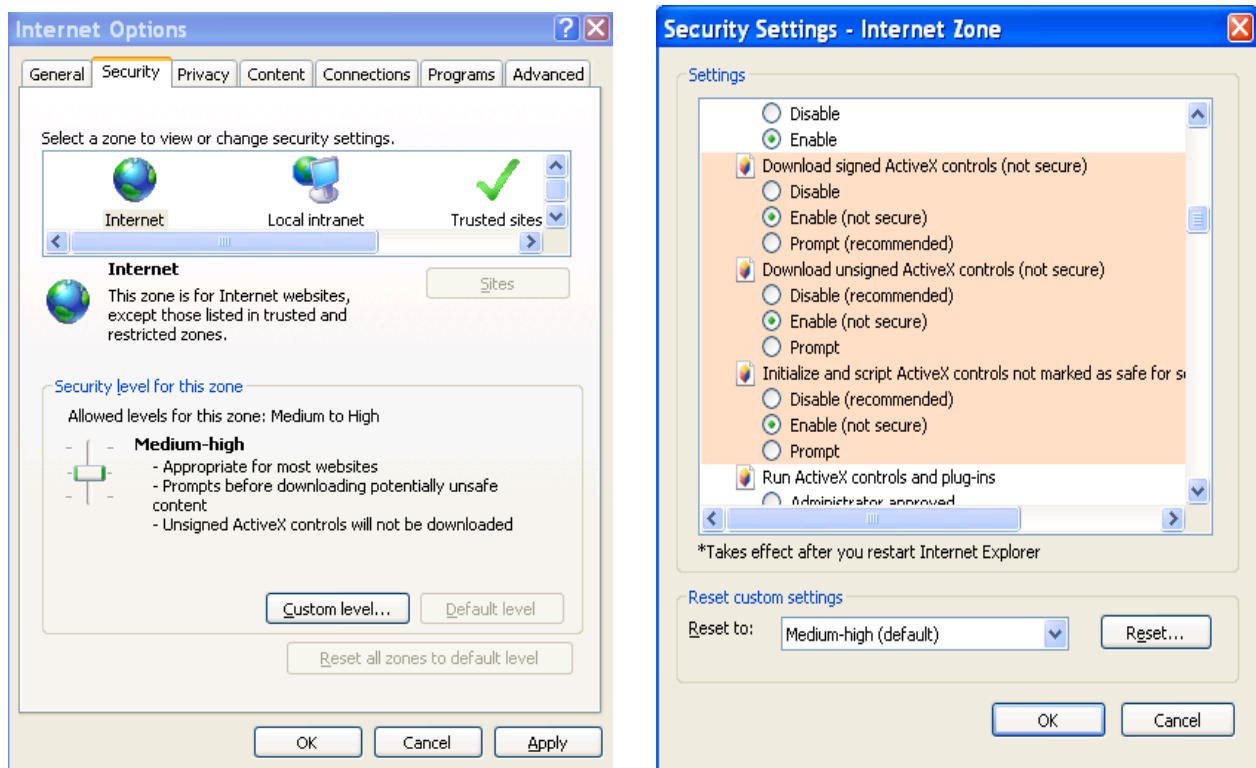 Internet Options
General Security Privacy Content Connections Programs Advanced
Select a zone to view or change security settings.
Internet Local intranet Trusted sites
Internet
Sites
This zone is for Internet websites,
except those listed in trusted and
restricted zones.
Security level for this zone
Allowed levels for this zone: Medium to High
Medium-high
- Appropriate for most websites
- Prompts before downloading potentially unsafe
content
- Unsigned ActiveX controls will not be downloaded
Custom level... Default level
Reset all zones to default level
OK Cancel Apply
Security Settings - Internet Zone
Settings
Disable
Enable
Download signed ActiveX controls (not secure)
Disable
Enable (not secure)
Prompt (recommended)
Download unsigned ActiveX controls (not secure)
Disable (recommended)
Enable (not secure)
Prompt
Initialize and script ActiveX controls not marked as safe for
Disable (recommended)
Enable (not secure)
Prompt
Run ActiveX controls and plug-ins
Administrator approved
*Takes effect after you restart Internet Explorer
Reset custom settings
Reset to: Medium-high (default) Reset...
OK Cancel